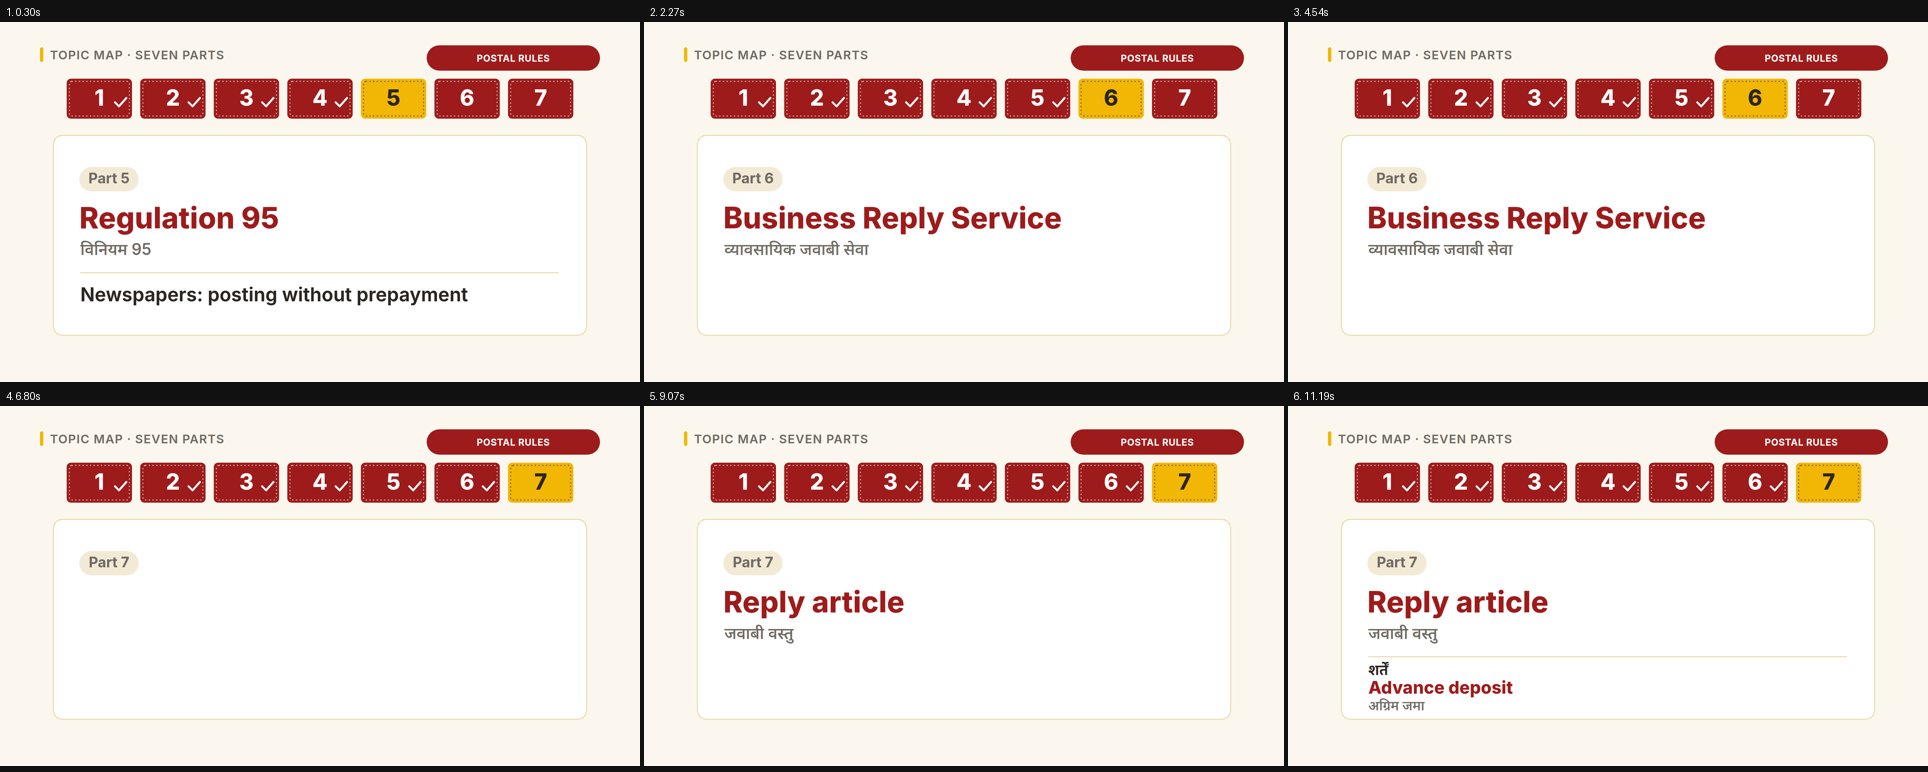 1. 0.30s
TOPIC MAP · SEVEN PARTS
POSTAL RULES
1 2 3 4 5 6 7
Part 5
Regulation 95
विनियम 95
Newspapers: posting without prepayment
2. 2.27s
TOPIC MAP · SEVEN PARTS
POSTAL RULES
1 2 3 4 5 6 7
Part 6
Business Reply Service
व्यावसायिक जवाबी सेवा
3. 4.54s
TOPIC MAP · SEVEN PARTS
POSTAL RULES
1 2 3 4 5 6 7
Part 6
Business Reply Service
व्यावसायिक जवाबी सेवा
4. 6.80s
TOPIC MAP · SEVEN PARTS
POSTAL RULES
1 2 3 4 5 6 7
Part 7
5. 9.07s
TOPIC MAP · SEVEN PARTS
POSTAL RULES
1 2 3 4 5 6 7
Part 7
Reply article
जवाबी वस्तु
6. 11.19s
TOPIC MAP · SEVEN PARTS
POSTAL RULES
1 2 3 4 5 6 7
Part 7
Reply article
जवाबी वस्तु
शर्तें
Advance deposit
अग्रिम जमा